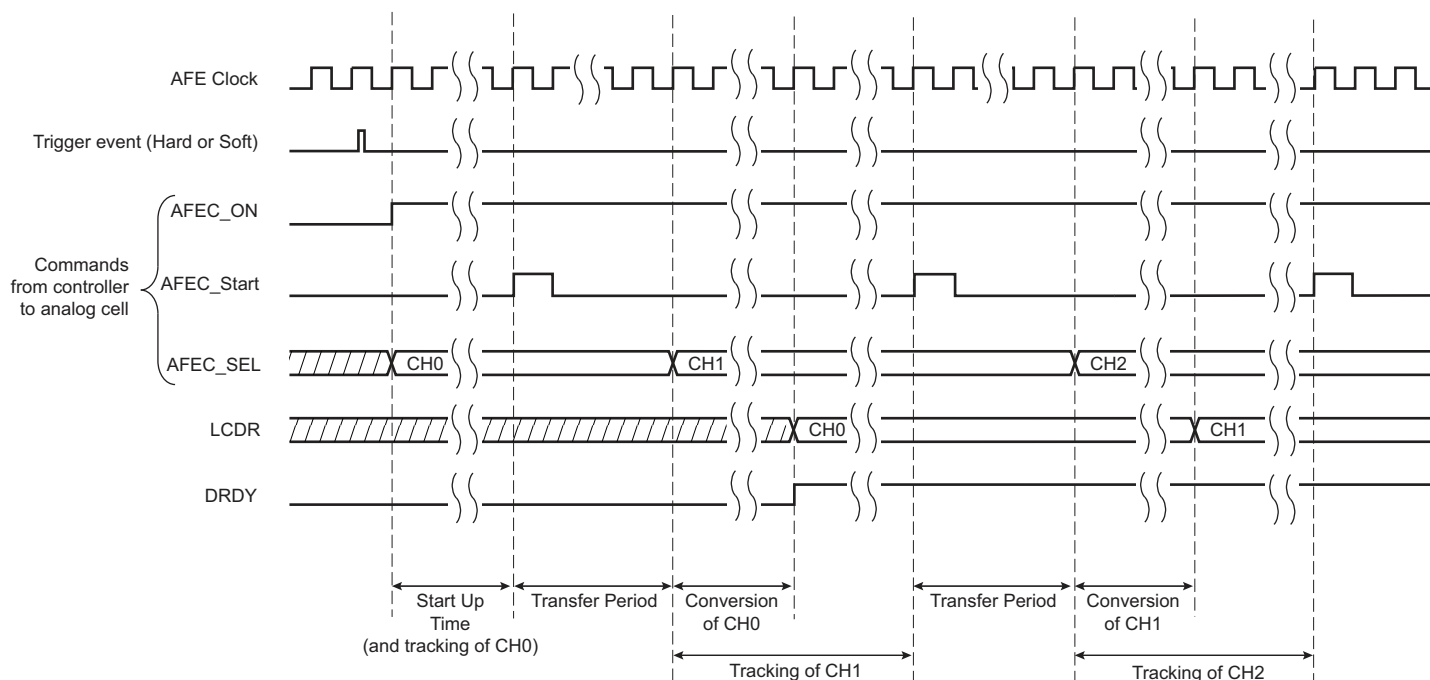 AFE Clock
Trigger event (Hard or Soft)
AFEC_ON
Commands
from controller
to analog cell
AFEC_Start
AFEC_SEL
CH0
CH1
CH2
LCDR
CH0
CH1
DRDY
Start Up
Time
(and tracking of CH0)
Transfer Period
Conversion
of CH0
Transfer Period
Conversion
of CH1
Tracking of CH1
Tracking of CH2